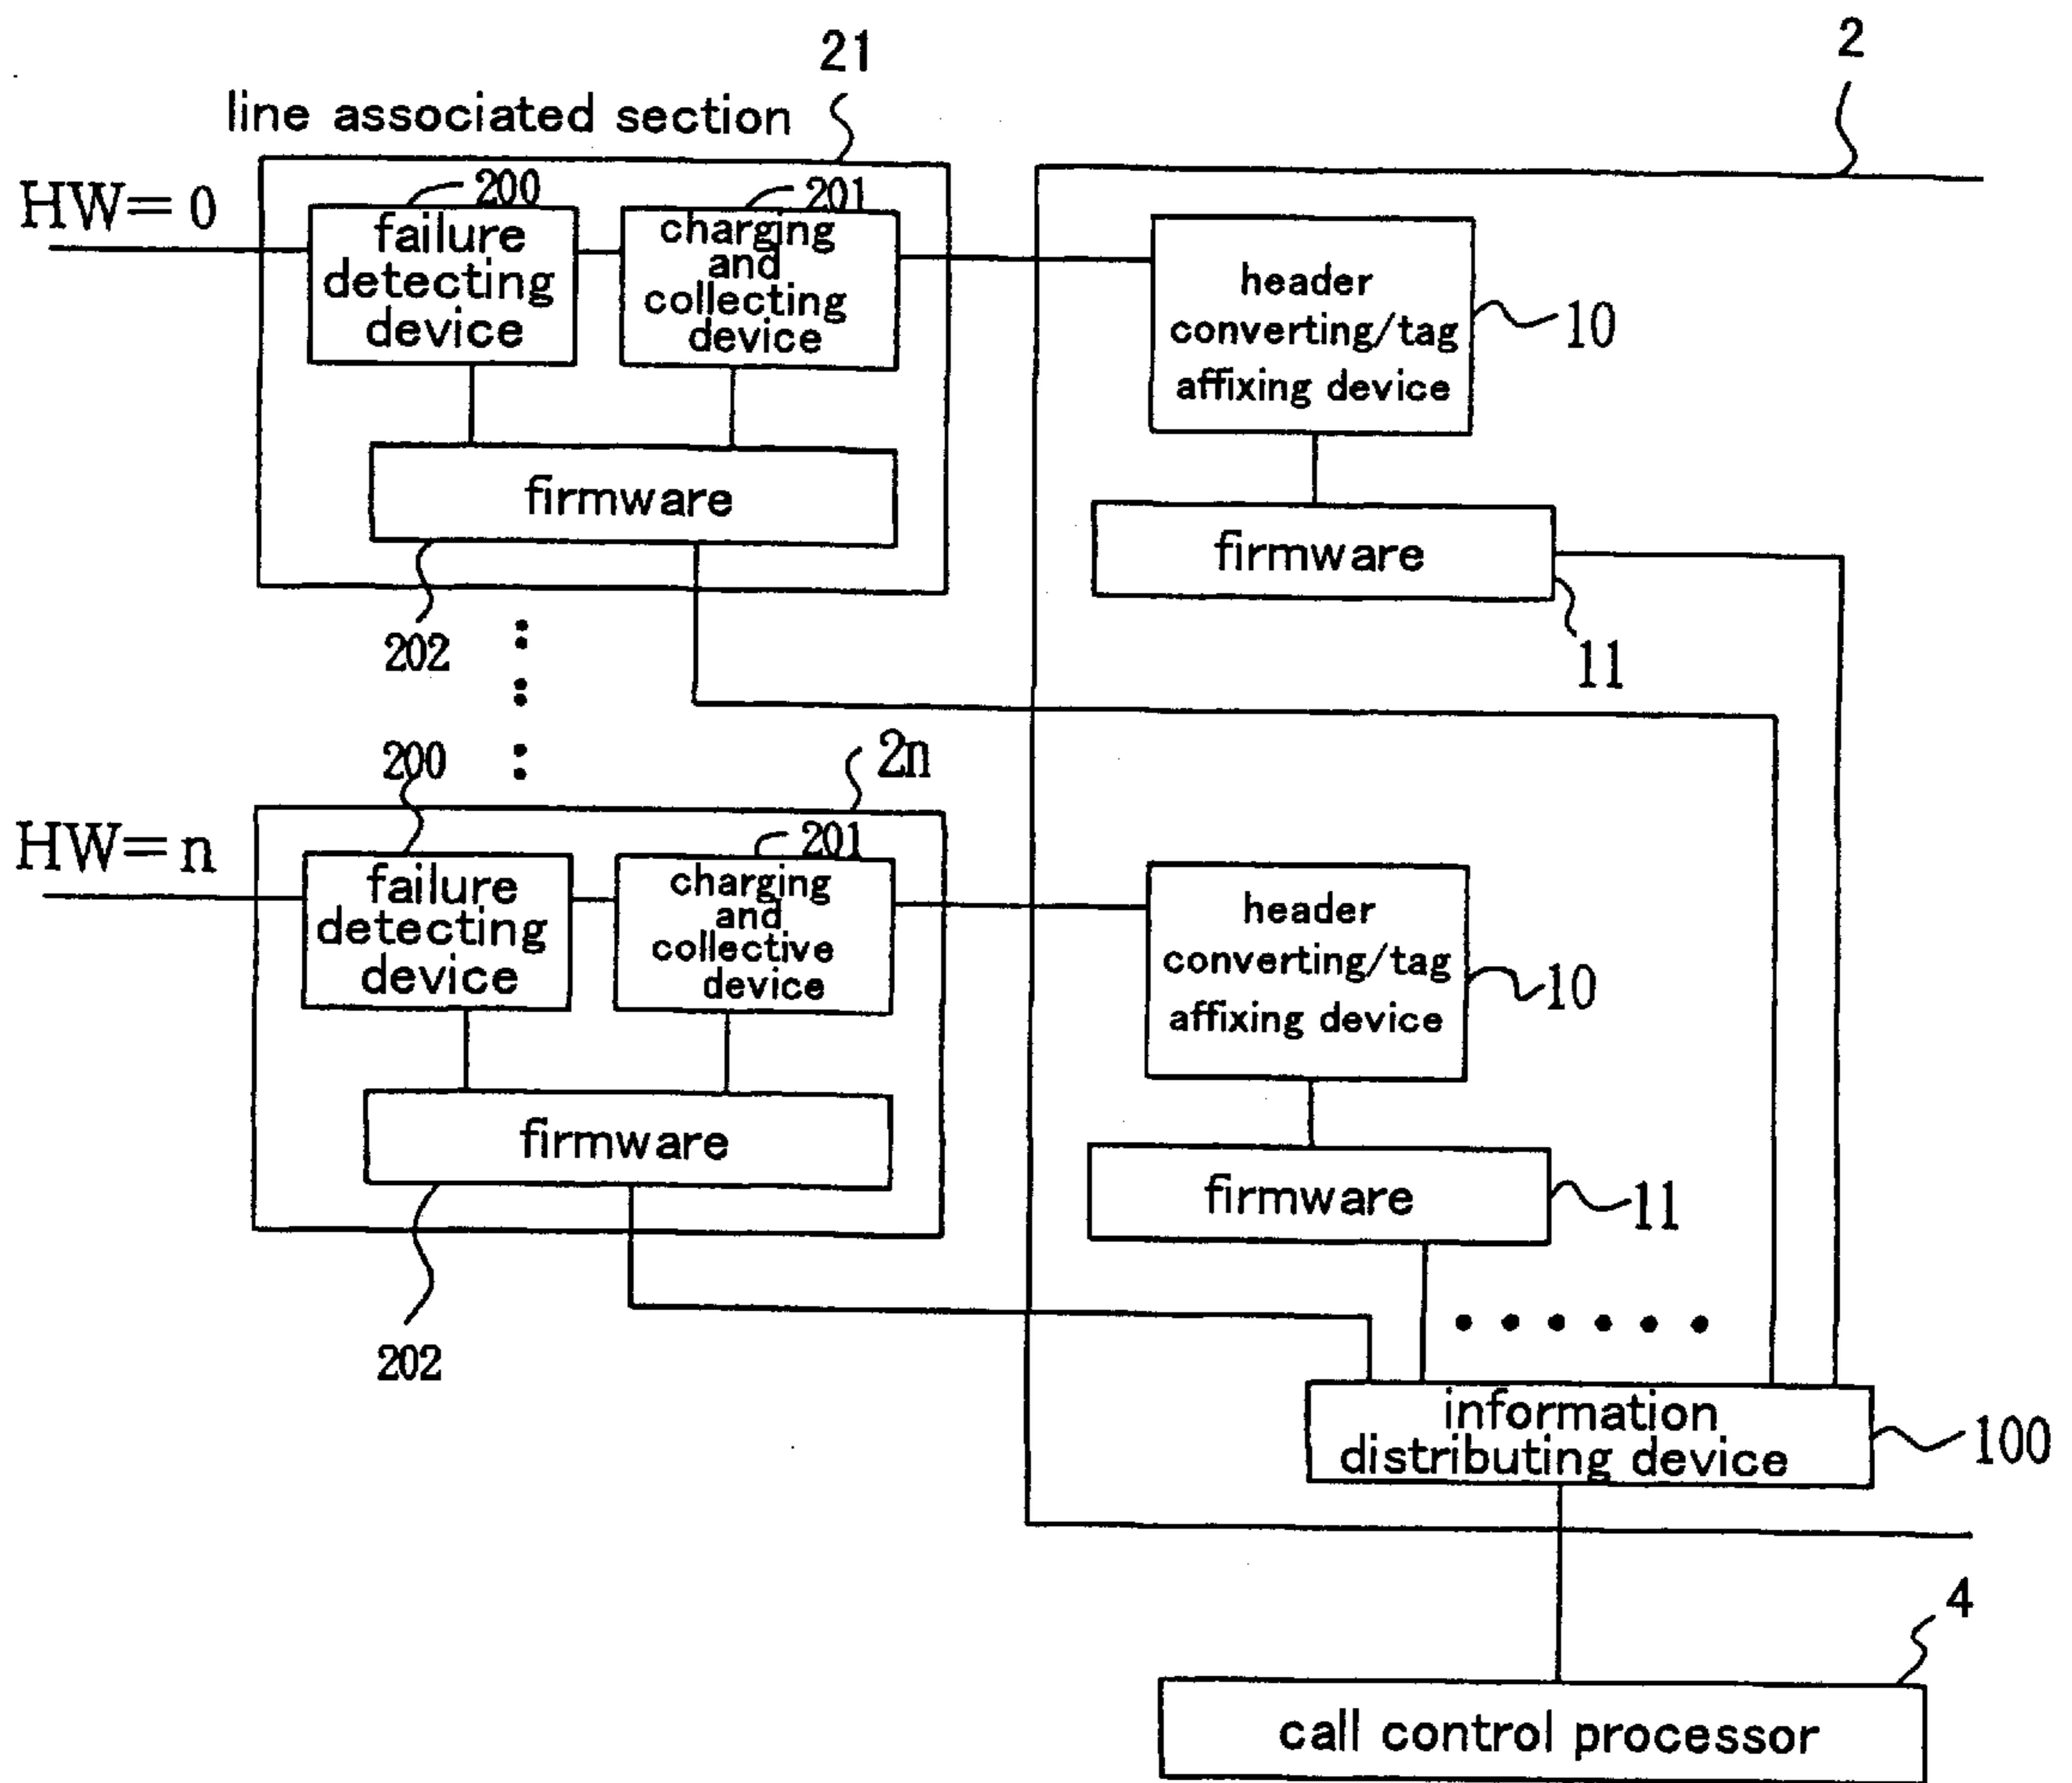 21
2
line associated section
HW=0
200
201
failure
detecting
device
charging
and
collecting
device
header
converting/tag
affixing device
10
firmware
202
firmware
11
200
2n
HW=n
201
failure
detecting
device
charging
and
collective
device
header
converting/tag
affixing device
10
firmware
202
firmware
11
information
distributing device
100
4
call control processor